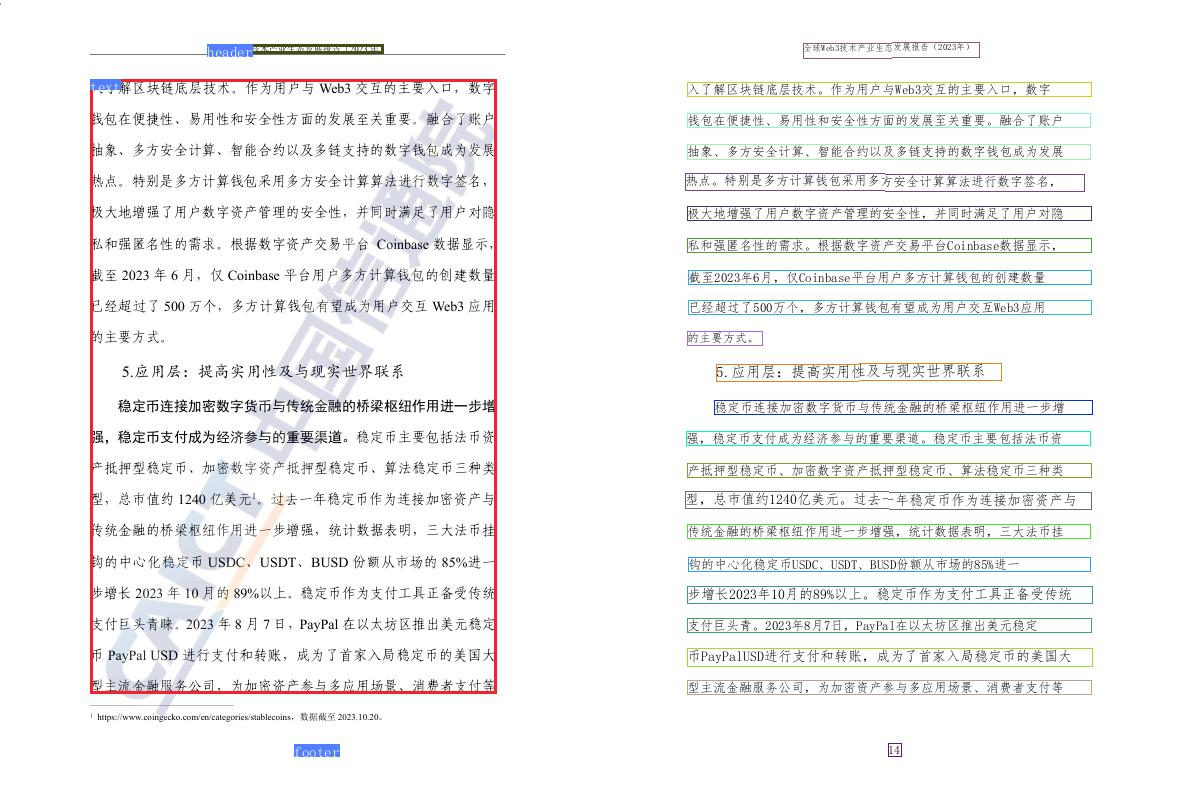 header
text
解区块链底层技术。作为用户与 Web3 交互的主要入口，数字
钱包在便捷性、易用性和安全性方面的发展至关重要。融合了账户
抽象、多方安全计算、智能合约以及多链支持的数字钱包成为发展
热点。特别是多方计算钱包采用多方安全计算算法进行数字签名，
极大地增强了用户数字资产管理的安全性，并同时满足了用户对隐
私和强匿名性的需求。根据数字资产交易平台 Coinbase 数据显示，
截至 2023 年 6 月，仅 Coinbase 平台用户多方计算钱包的创建数量
已经超过了 500 万个，多方计算钱包有望成为用户交互 Web3 应用
的主要方式。
5.应用层：提高实用性及与现实世界联系
稳定币连接加密数字货币与传统金融的桥梁枢纽作用进一步增
强，稳定币支付成为经济参与的重要渠道。稳定币主要包括法币资
产抵押型稳定币、加密数字资产抵押型稳定币、算法稳定币三种类
型，总市值约 1240 亿美元¹。过去一年稳定币作为连接加密资产与
传统金融的桥梁枢纽作用进一步增强，统计数据表明，三大法币挂
钩的中心化稳定币 USDC、USDT、BUSD 份额从市场的 85%进一
步增长 2023 年 10 月的 89%以上。稳定币作为支付工具正备受传统
支付巨头青睐。2023 年 8 月 7 日，PayPal 在以太坊区推出美元稳定
币 PayPal USD 进行支付和转账，成为了首家入局稳定币的美国大
型主流金融服务公司，为加密资产参与多应用场景、消费者支付等
¹ https://www.coingecko.com/en/categories/stablecoins，数据截至 2023.10.20。
footer
CAICT 中国信通院
全球Web3技术产业生态发展报告（2023年）
入了解区块链底层技术。作为用户与Web3交互的主要入口，数字
钱包在便捷性、易用性和安全性方面的发展至关重要。融合了账户
抽象、多方安全计算、智能合约以及多链支持的数字钱包成为发展
热点。特别是多方计算钱包采用多方安全计算算法进行数字签名，
极大地增强了用户数字资产管理的安全性，并同时满足了用户对隐
私和强匿名性的需求。根据数字资产交易平台Coinbase数据显示，
截至2023年6月，仅Coinbase平台用户多方计算钱包的创建数量
已经超过了500万个，多方计算钱包有望成为用户交互Web3应用
的主要方式。
5.应用层：提高实用性及与现实世界联系
稳定币连接加密数字货币与传统金融的桥梁枢纽作用进一步增
强，稳定币支付成为经济参与的重要渠道。稳定币主要包括法币资
产抵押型稳定币、加密数字资产抵押型稳定币、算法稳定币三种类
型，总市值约1240亿美元。过去一年稳定币作为连接加密资产与
传统金融的桥梁枢纽作用进一步增强，统计数据表明，三大法币挂
钩的中心化稳定币USDC、USDT、BUSD份额从市场的85%进一
步增长2023年10月的89%以上。稳定币作为支付工具正备受传统
支付巨头青。2023年8月7日，PayPal在以太坊区推出美元稳定
币PayPalUSD进行支付和转账，成为了首家入局稳定币的美国大
型主流金融服务公司，为加密资产参与多应用场景、消费者支付等
14